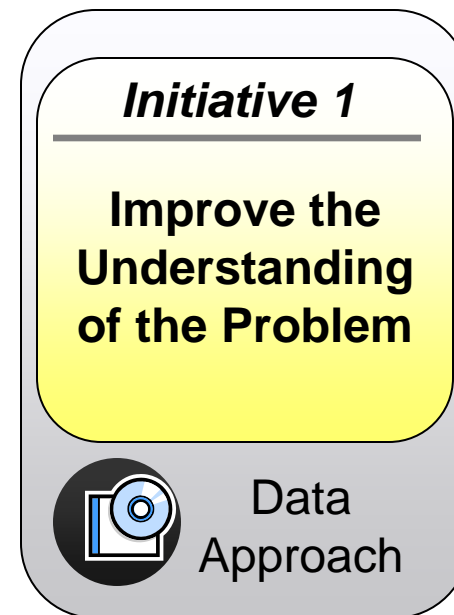 Initiative 1
Improve the
Understanding
of the Problem
Data
Approach